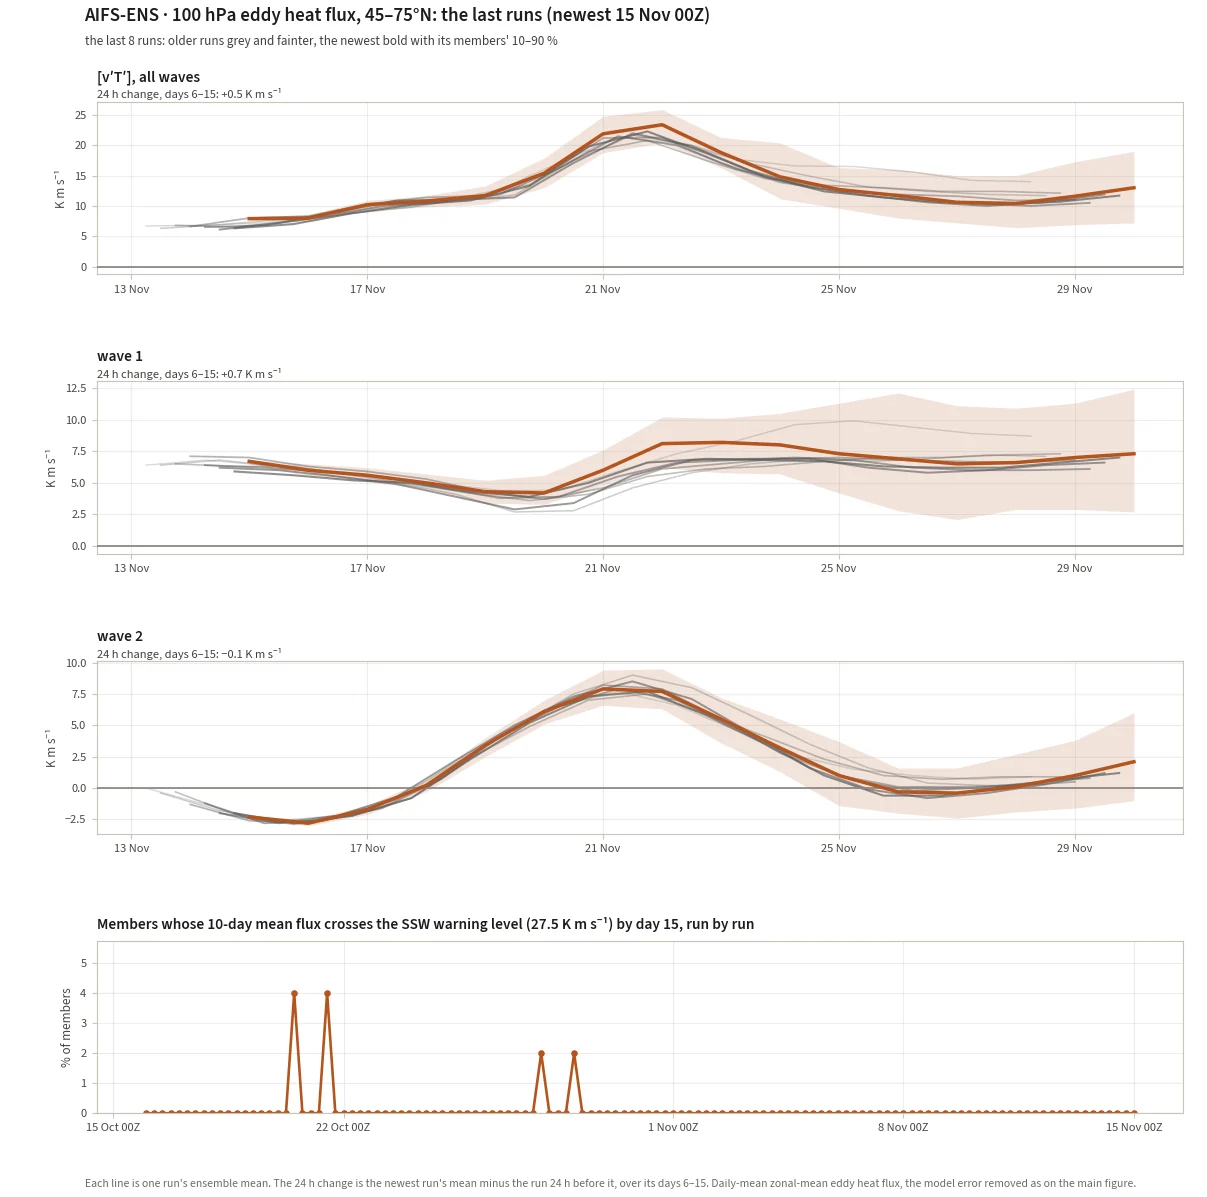 AIFS-ENS · 100 hPa eddy heat flux, 45–75°N: the last runs (newest 15 Nov 00Z)
the last 8 runs: older runs grey and fainter, the newest bold with its members' 10–90 %
[v′T′], all waves
24 h change, days 6–15: +0.5 K m s⁻¹
25
20
15
10
5
0
K m s⁻¹
13 Nov 17 Nov 21 Nov 25 Nov 29 Nov
wave 1
24 h change, days 6–15: +0.7 K m s⁻¹
12.5
10.0
7.5
5.0
2.5
0.0
K m s⁻¹
13 Nov 17 Nov 21 Nov 25 Nov 29 Nov
wave 2
24 h change, days 6–15: −0.1 K m s⁻¹
10.0
7.5
5.0
2.5
0.0
−2.5
K m s⁻¹
13 Nov 17 Nov 21 Nov 25 Nov 29 Nov
Members whose 10-day mean flux crosses the SSW warning level (27.5 K m s⁻¹) by day 15, run by run
5
4
3
2
1
0
% of members
15 Oct 00Z 22 Oct 00Z 1 Nov 00Z 8 Nov 00Z 15 Nov 00Z
Each line is one run's ensemble mean. The 24 h change is the newest run's mean minus the run 24 h before it, over its days 6–15. Daily-mean zonal-mean eddy heat flux, the model error removed as on the main figure.